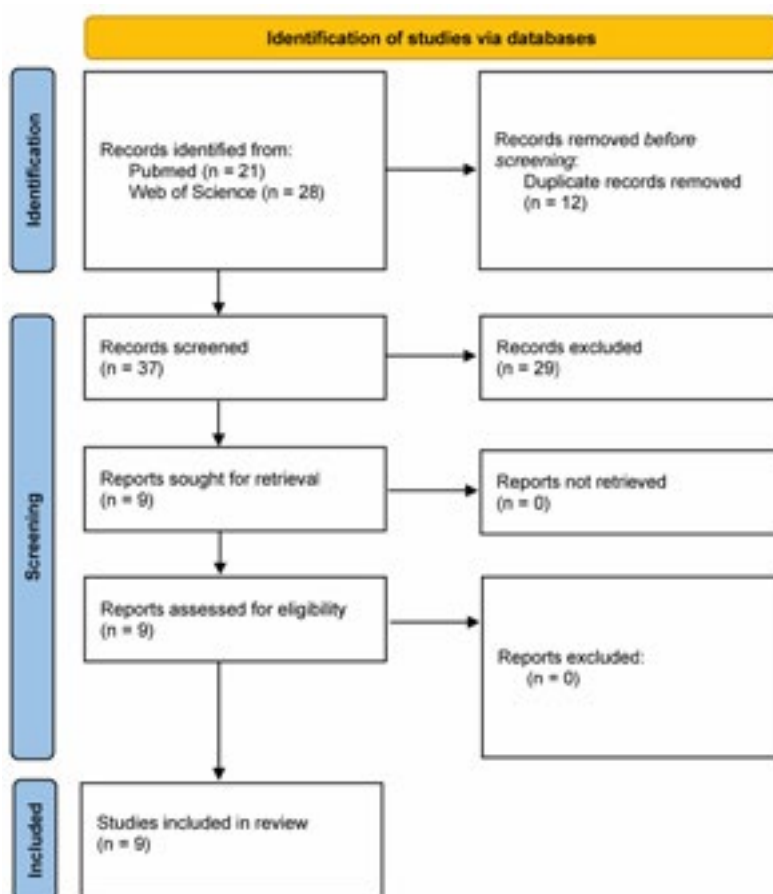 Identification of studies via databases
Identification
Records identified from:
Pubmed (n = 21)
Web of Science (n = 28)
Records removed before
screening:
Duplicate records removed
(n = 12)
Screening
Records screened
(n = 37)
Records excluded
(n = 29)
Reports sought for retrieval
(n = 9)
Reports not retrieved
(n = 0)
Reports assessed for eligibility
(n = 9)
Reports excluded:
(n = 0)
Included
Studies included in review
(n = 9)